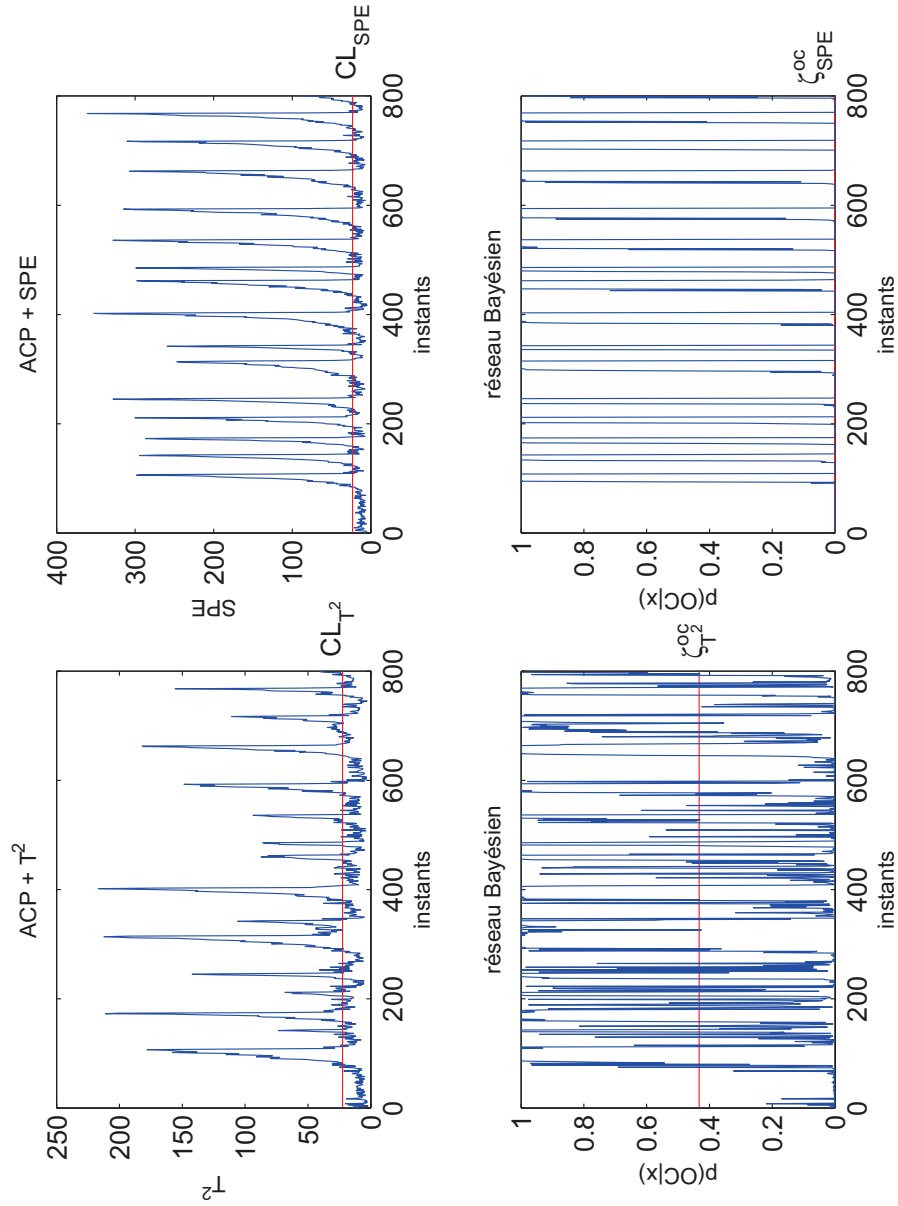 ACP + T²
T²
250
200
150
100
50
0
0
200
400
600
800
instants
CL_T²
ACP + SPE
SPE
400
300
200
100
0
0
200
400
600
800
instants
CL_SPE
réseau Bayésien
p(OC|x)
1
0.8
0.6
0.4
0.2
0
0
200
400
600
800
instants
ζ^oc_T²
réseau Bayésien
p(OC|x)
1
0.8
0.6
0.4
0.2
0
0
200
400
600
800
instants
ζ^oc_SPE